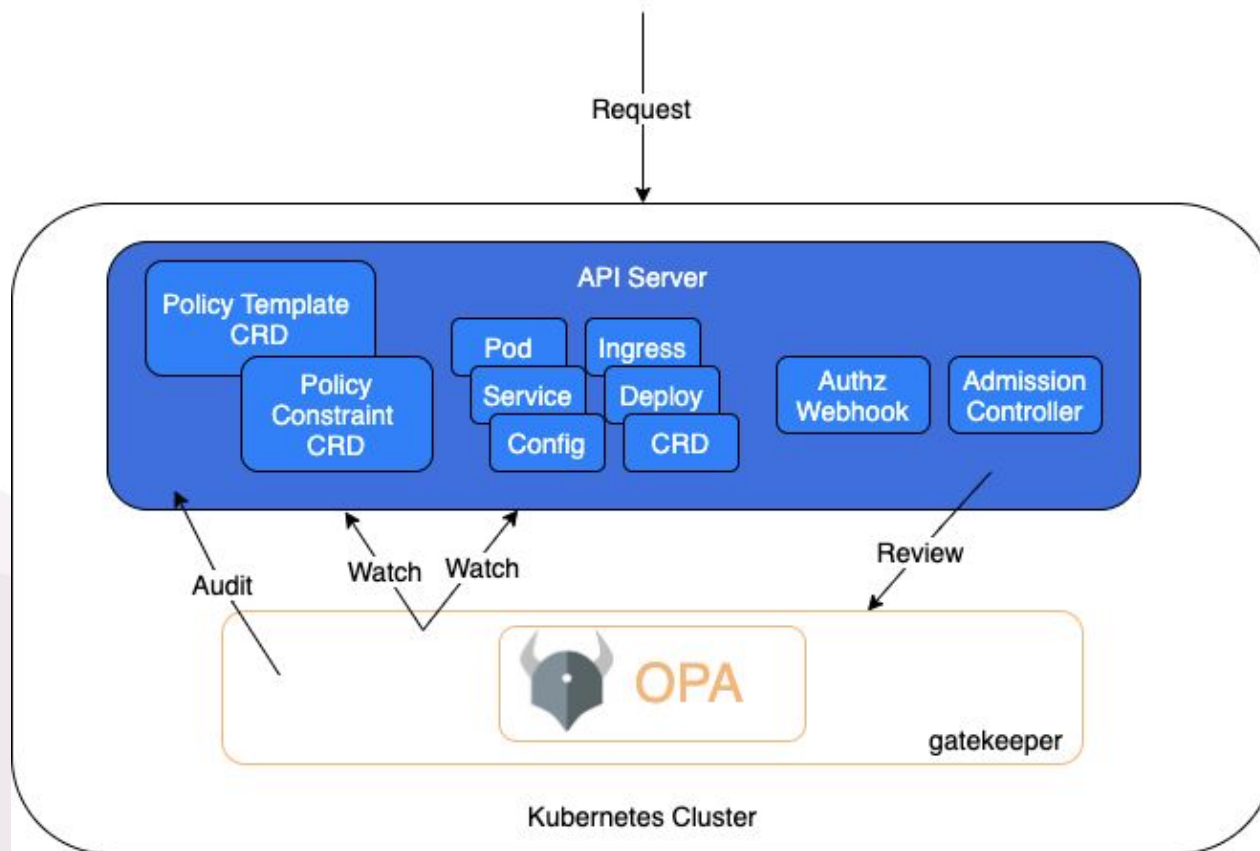 Request
API Server
Policy Template
CRD
Policy
Constraint
CRD
Pod
Ingress
Service
Deploy
Config
CRD
Authz
Webhook
Admission
Controller
Audit
Watch
Watch
Review
OPA
gatekeeper
Kubernetes Cluster